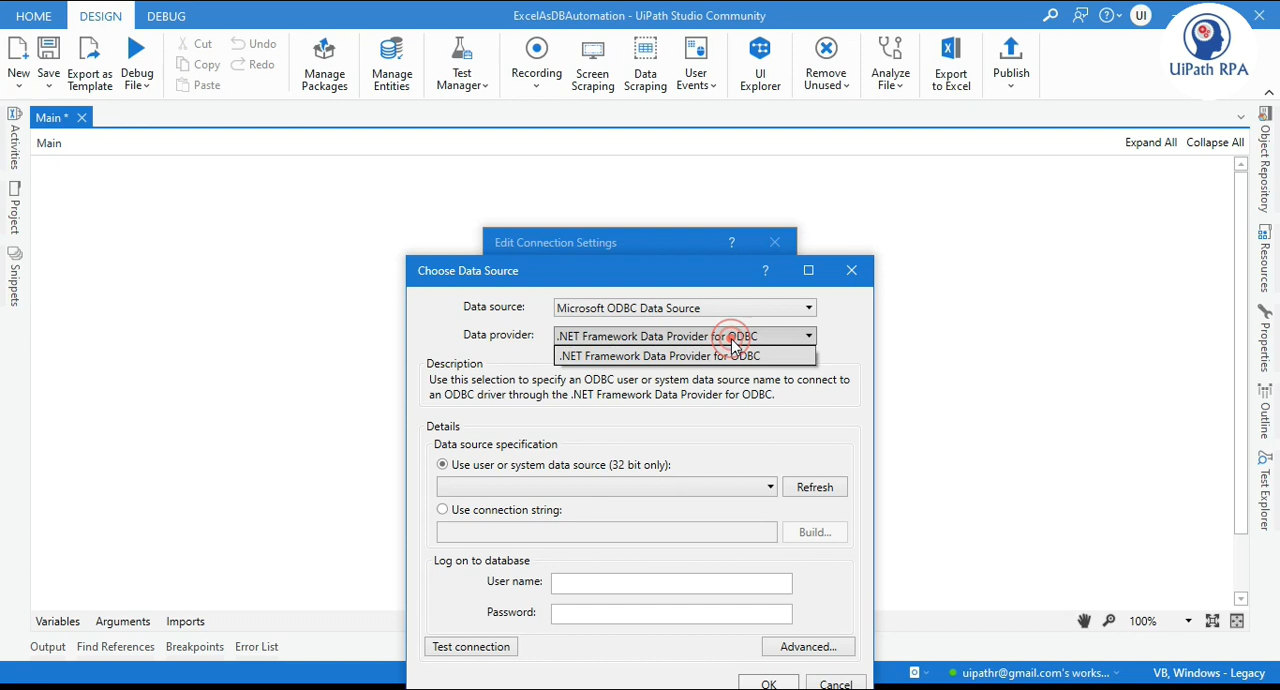 HOME DESIGN DEBUG
ExcelAsDBAutomation - UiPath Studio Community
UI
UiPath RPA
New Save Export as Template Debug File
Cut Copy Paste Undo Redo
Manage Packages
Manage Entities
Test Manager
Recording
Screen Scraping
Data Scraping
User Events
UI Explorer
Remove Unused
Analyze File
Export to Excel
Publish
Main *
Main
Expand All Collapse All
Activities
Project
Snippets
Object Repository
Resources
Properties
Outline
Test Explorer
Edit Connection Settings ?
Choose Data Source ?
Data source: Microsoft ODBC Data Source
Data provider: .NET Framework Data Provider for ODBC
.NET Framework Data Provider for ODBC
Description
Use this selection to specify an ODBC user or system data source name to connect to
an ODBC driver through the .NET Framework Data Provider for ODBC.
Details
Data source specification
Use user or system data source (32 bit only):
Refresh
Use connection string:
Build...
Log on to database
User name:
Password:
Test connection Advanced...
OK Cancel
Variables Arguments Imports
100%
Output Find References Breakpoints Error List
uipathr@gmail.com's works...
VB, Windows - Legacy